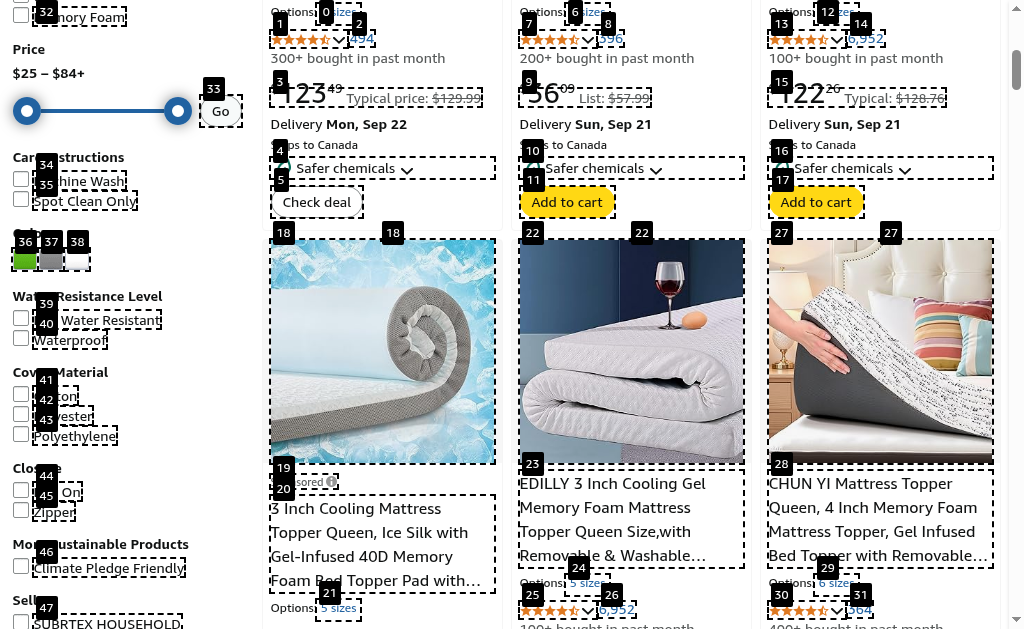 32
Memory Foam
Price
$25 – $84+
33
Go
Care Instructions
34
Machine Wash
35
Spot Clean Only
36 37 38
Water Resistance Level
39
Water Resistant
40
Waterproof
Cover Material
41
42
43
Polyethylene
44
On
45
Zipper
More Sustainable Products
46
Climate Pledge Friendly
47
SUBRTEX HOUSEHOLD
Options: 0 sizes
1 2
494
300+ bought in past month
3
123 49 Typical price: $129.99
Delivery Mon, Sep 22
Ships to Canada
4
Safer chemicals
5
Check deal
18 18
19
Sponsored
20
3 Inch Cooling Mattress
Topper Queen, Ice Silk with
Gel-Infused 40D Memory
Foam Bed Topper Pad with…
21
Options: 5 sizes
Options: 6 sizes
7 8
396
200+ bought in past month
9
56 09 List: $57.99
Delivery Sun, Sep 21
Ships to Canada
10
Safer chemicals
11
Add to cart
22 22
23
EDILLY 3 Inch Cooling Gel
Memory Foam Mattress
Topper Queen Size,with
Removable & Washable…
24
Options: 5 sizes
25 26
6,952
100+ bought in past month
Options: 12 sizes
13 14
6,952
100+ bought in past month
15
122 26 Typical: $128.76
Delivery Sun, Sep 21
Ships to Canada
16
Safer chemicals
17
Add to cart
27 27
28
CHUN YI Mattress Topper
Queen, 4 Inch Memory Foam
Mattress Topper, Gel Infused
Bed Topper with Removable…
29
Options: 6 sizes
30 31
364
400+ bought in past month